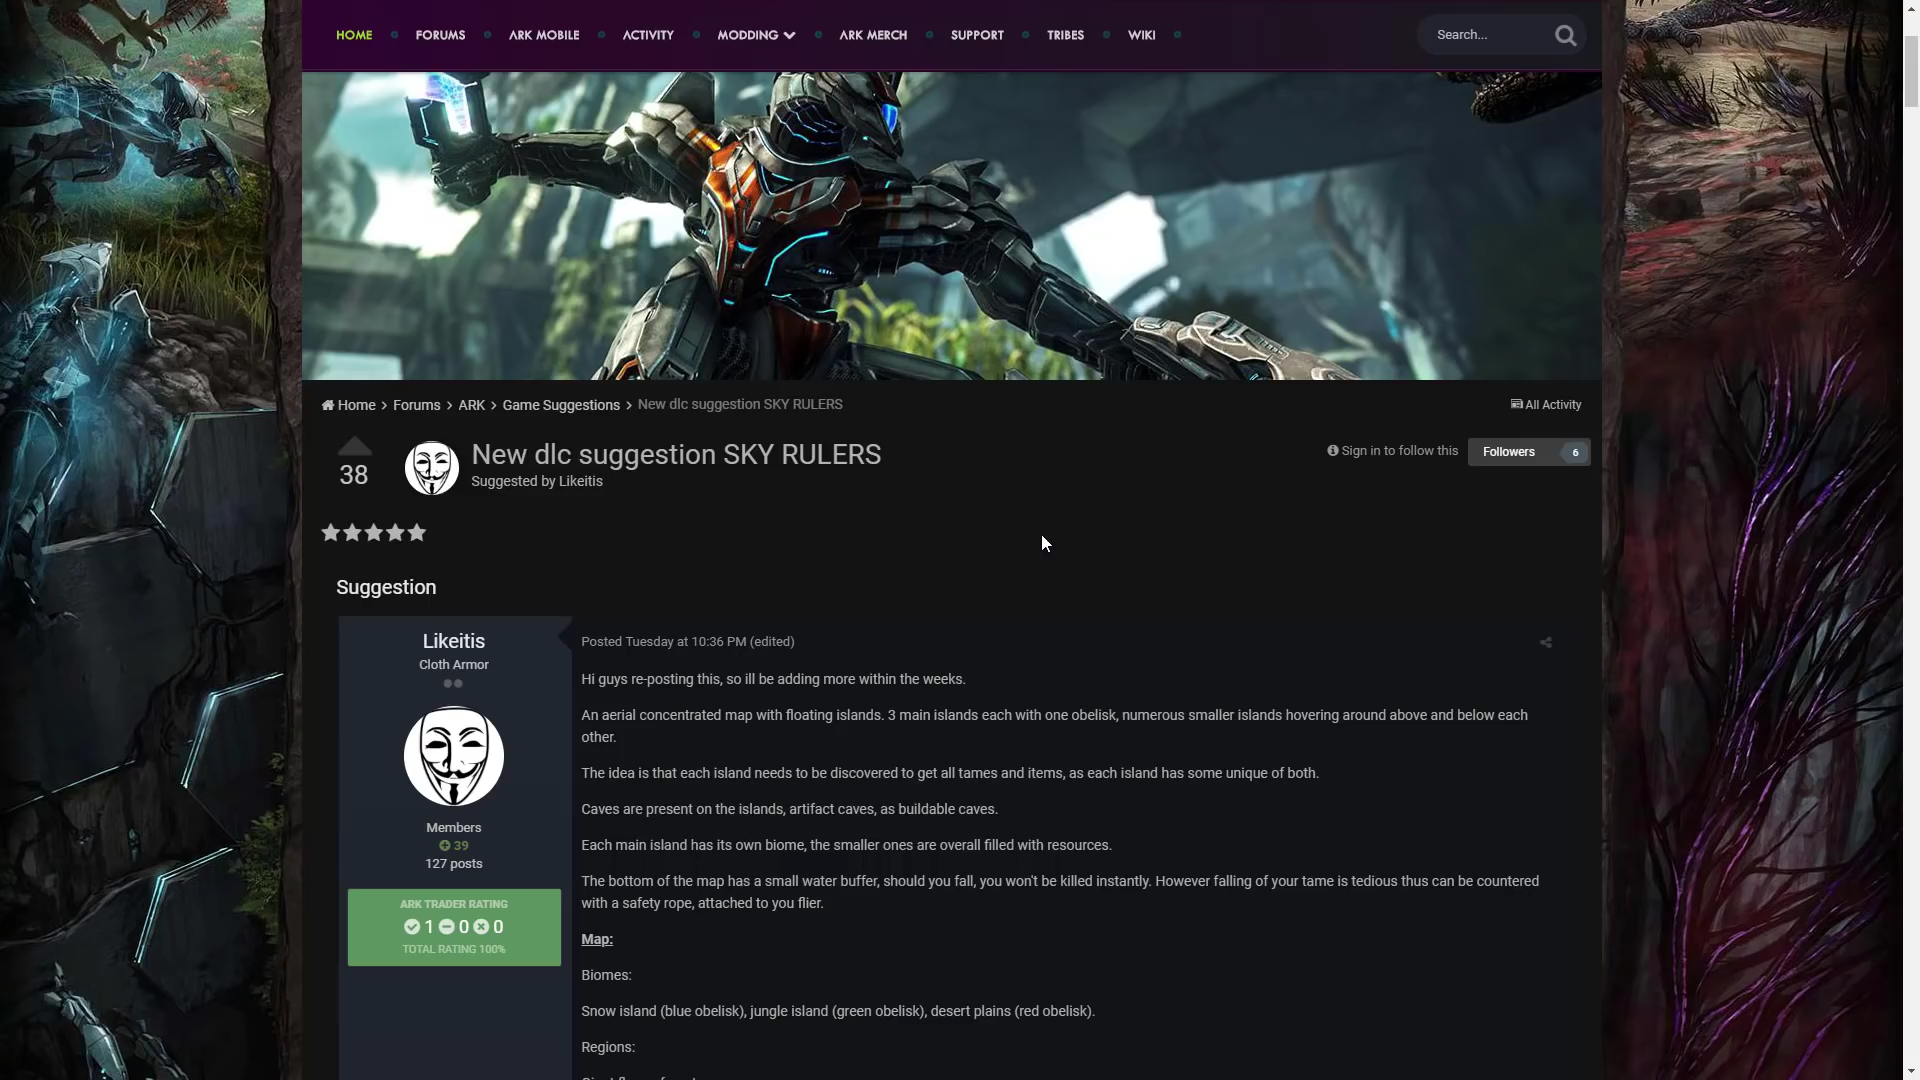 HOME FORUMS ARK MOBILE ACTIVITY MODDING ARK MERCH SUPPORT TRIBES WIKI Search...
Home > Forums > ARK > Game Suggestions > New dlc suggestion SKY RULERS All Activity
38
New dlc suggestion SKY RULERS
Suggested by Likeitis
Sign in to follow this Followers 6
Suggestion
Likeitis
Cloth Armor
Members
39
127 posts
ARK TRADER RATING
1 0 0
TOTAL RATING 100%
Posted Tuesday at 10:36 PM (edited)
Hi guys re-posting this, so ill be adding more within the weeks.
An aerial concentrated map with floating islands. 3 main islands each with one obelisk, numerous smaller islands hovering around above and below each
other.
The idea is that each island needs to be discovered to get all tames and items, as each island has some unique of both.
Caves are present on the islands, artifact caves, as buildable caves.
Each main island has its own biome, the smaller ones are overall filled with resources.
The bottom of the map has a small water buffer, should you fall, you won't be killed instantly. However falling of your tame is tedious thus can be countered
with a safety rope, attached to you flier.
Map:
Biomes:
Snow island (blue obelisk), jungle island (green obelisk), desert plains (red obelisk).
Regions: